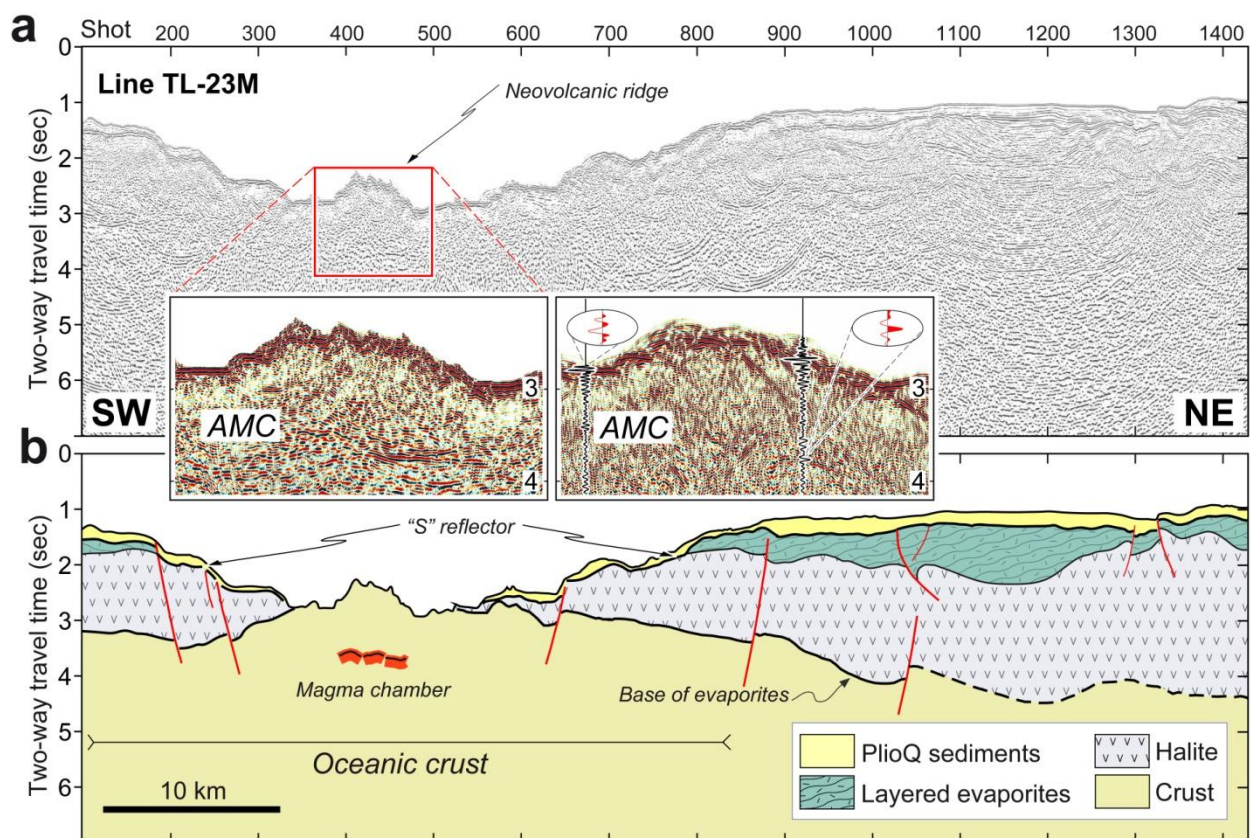 a
Shot 200 300 400 500 600 700 800 900 1000 1100 1200 1300 1400
0
1
2
3
4
5
6
Two-way travel time (sec)
Line TL-23M
Neovolcanic ridge
AMC
3
4
AMC
3
4
SW
NE
b
0
1
2
3
4
5
6
Two-way travel time (sec)
"S" reflector
Magma chamber
Base of evaporites
Oceanic crust
10 km
PlioQ sediments
Halite
Layered evaporites
Crust